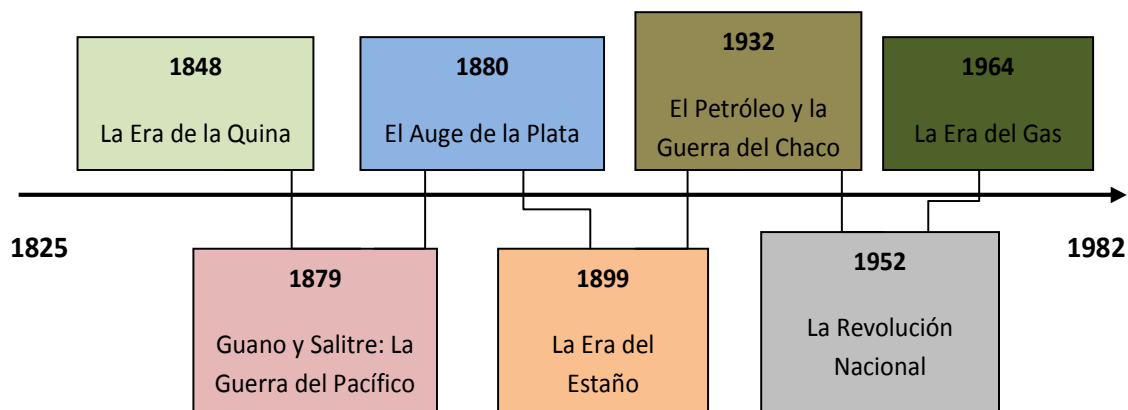 1848
La Era de la Quina
1880
El Auge de la Plata
1932
El Petróleo y la
Guerra del Chaco
1964
La Era del Gas
1825
1982
1879
Guano y Salitre: La
Guerra del Pacífico
1899
La Era del
Estaño
1952
La Revolución
Nacional